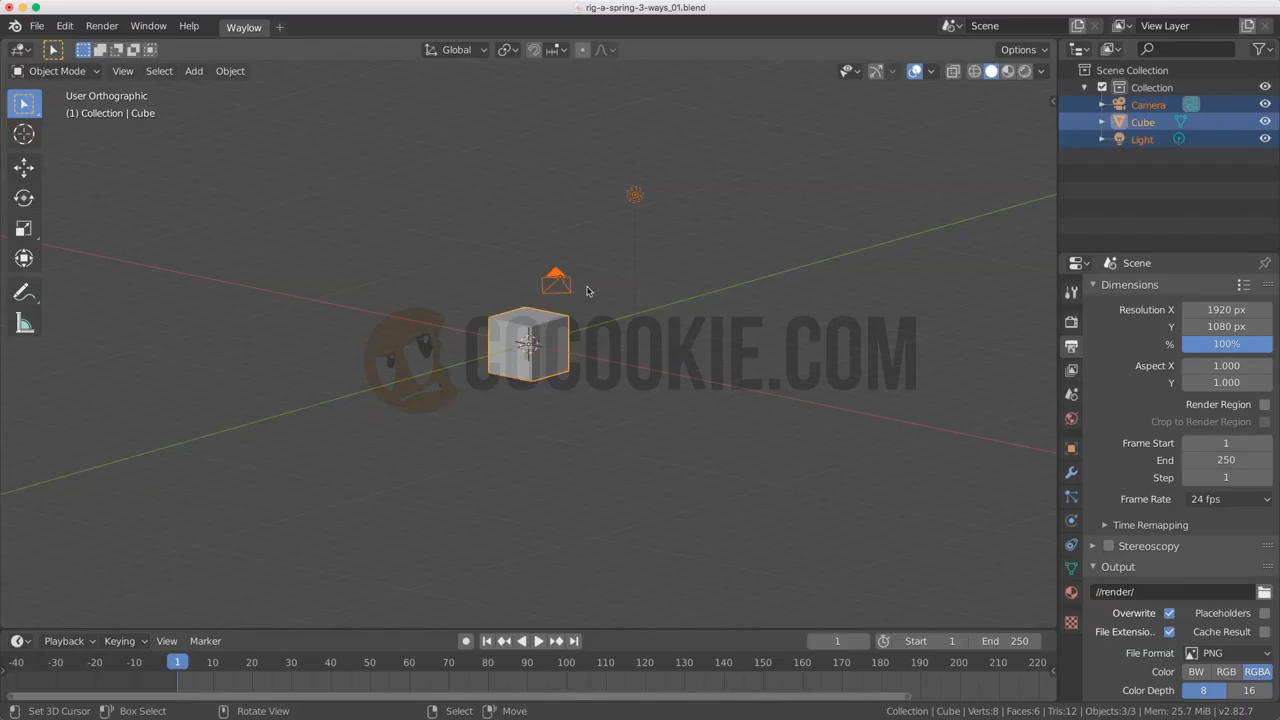 rig-a-spring-3-ways_01.blend
File Edit Render Window Help Waylow + Scene View Layer
Global Options
Object Mode View Select Add Object
Scene Collection
Collection
Camera
Cube
Light
User Orthographic
(1) Collection | Cube
COOKIE.COM
Scene
Dimensions
Resolution X 1920 px
Y 1080 px
% 100%
Aspect X 1.000
Y 1.000
Render Region
Crop to Render Region
Frame Start 1
End 250
Step 1
Frame Rate 24 fps
Time Remapping
Stereoscopy
Output
//render/
Overwrite Placeholders
File Extensio.. Cache Result
File Format PNG
Color BW RGB RGBA
Color Depth 8 16
Playback Keying View Marker 1 Start 1 End 250
-40 -30 -20 -10 1 10 20 30 40 50 60 70 80 90 100 110 120 130 140 150 160 170 180 190 200 210 220
Set 3D Cursor Box Select Rotate View Select Move Collection | Cube | Verts:8 | Faces:6 | Tris:12 | Objects:3/3 | Mem: 25.7 MiB | v2.82.7